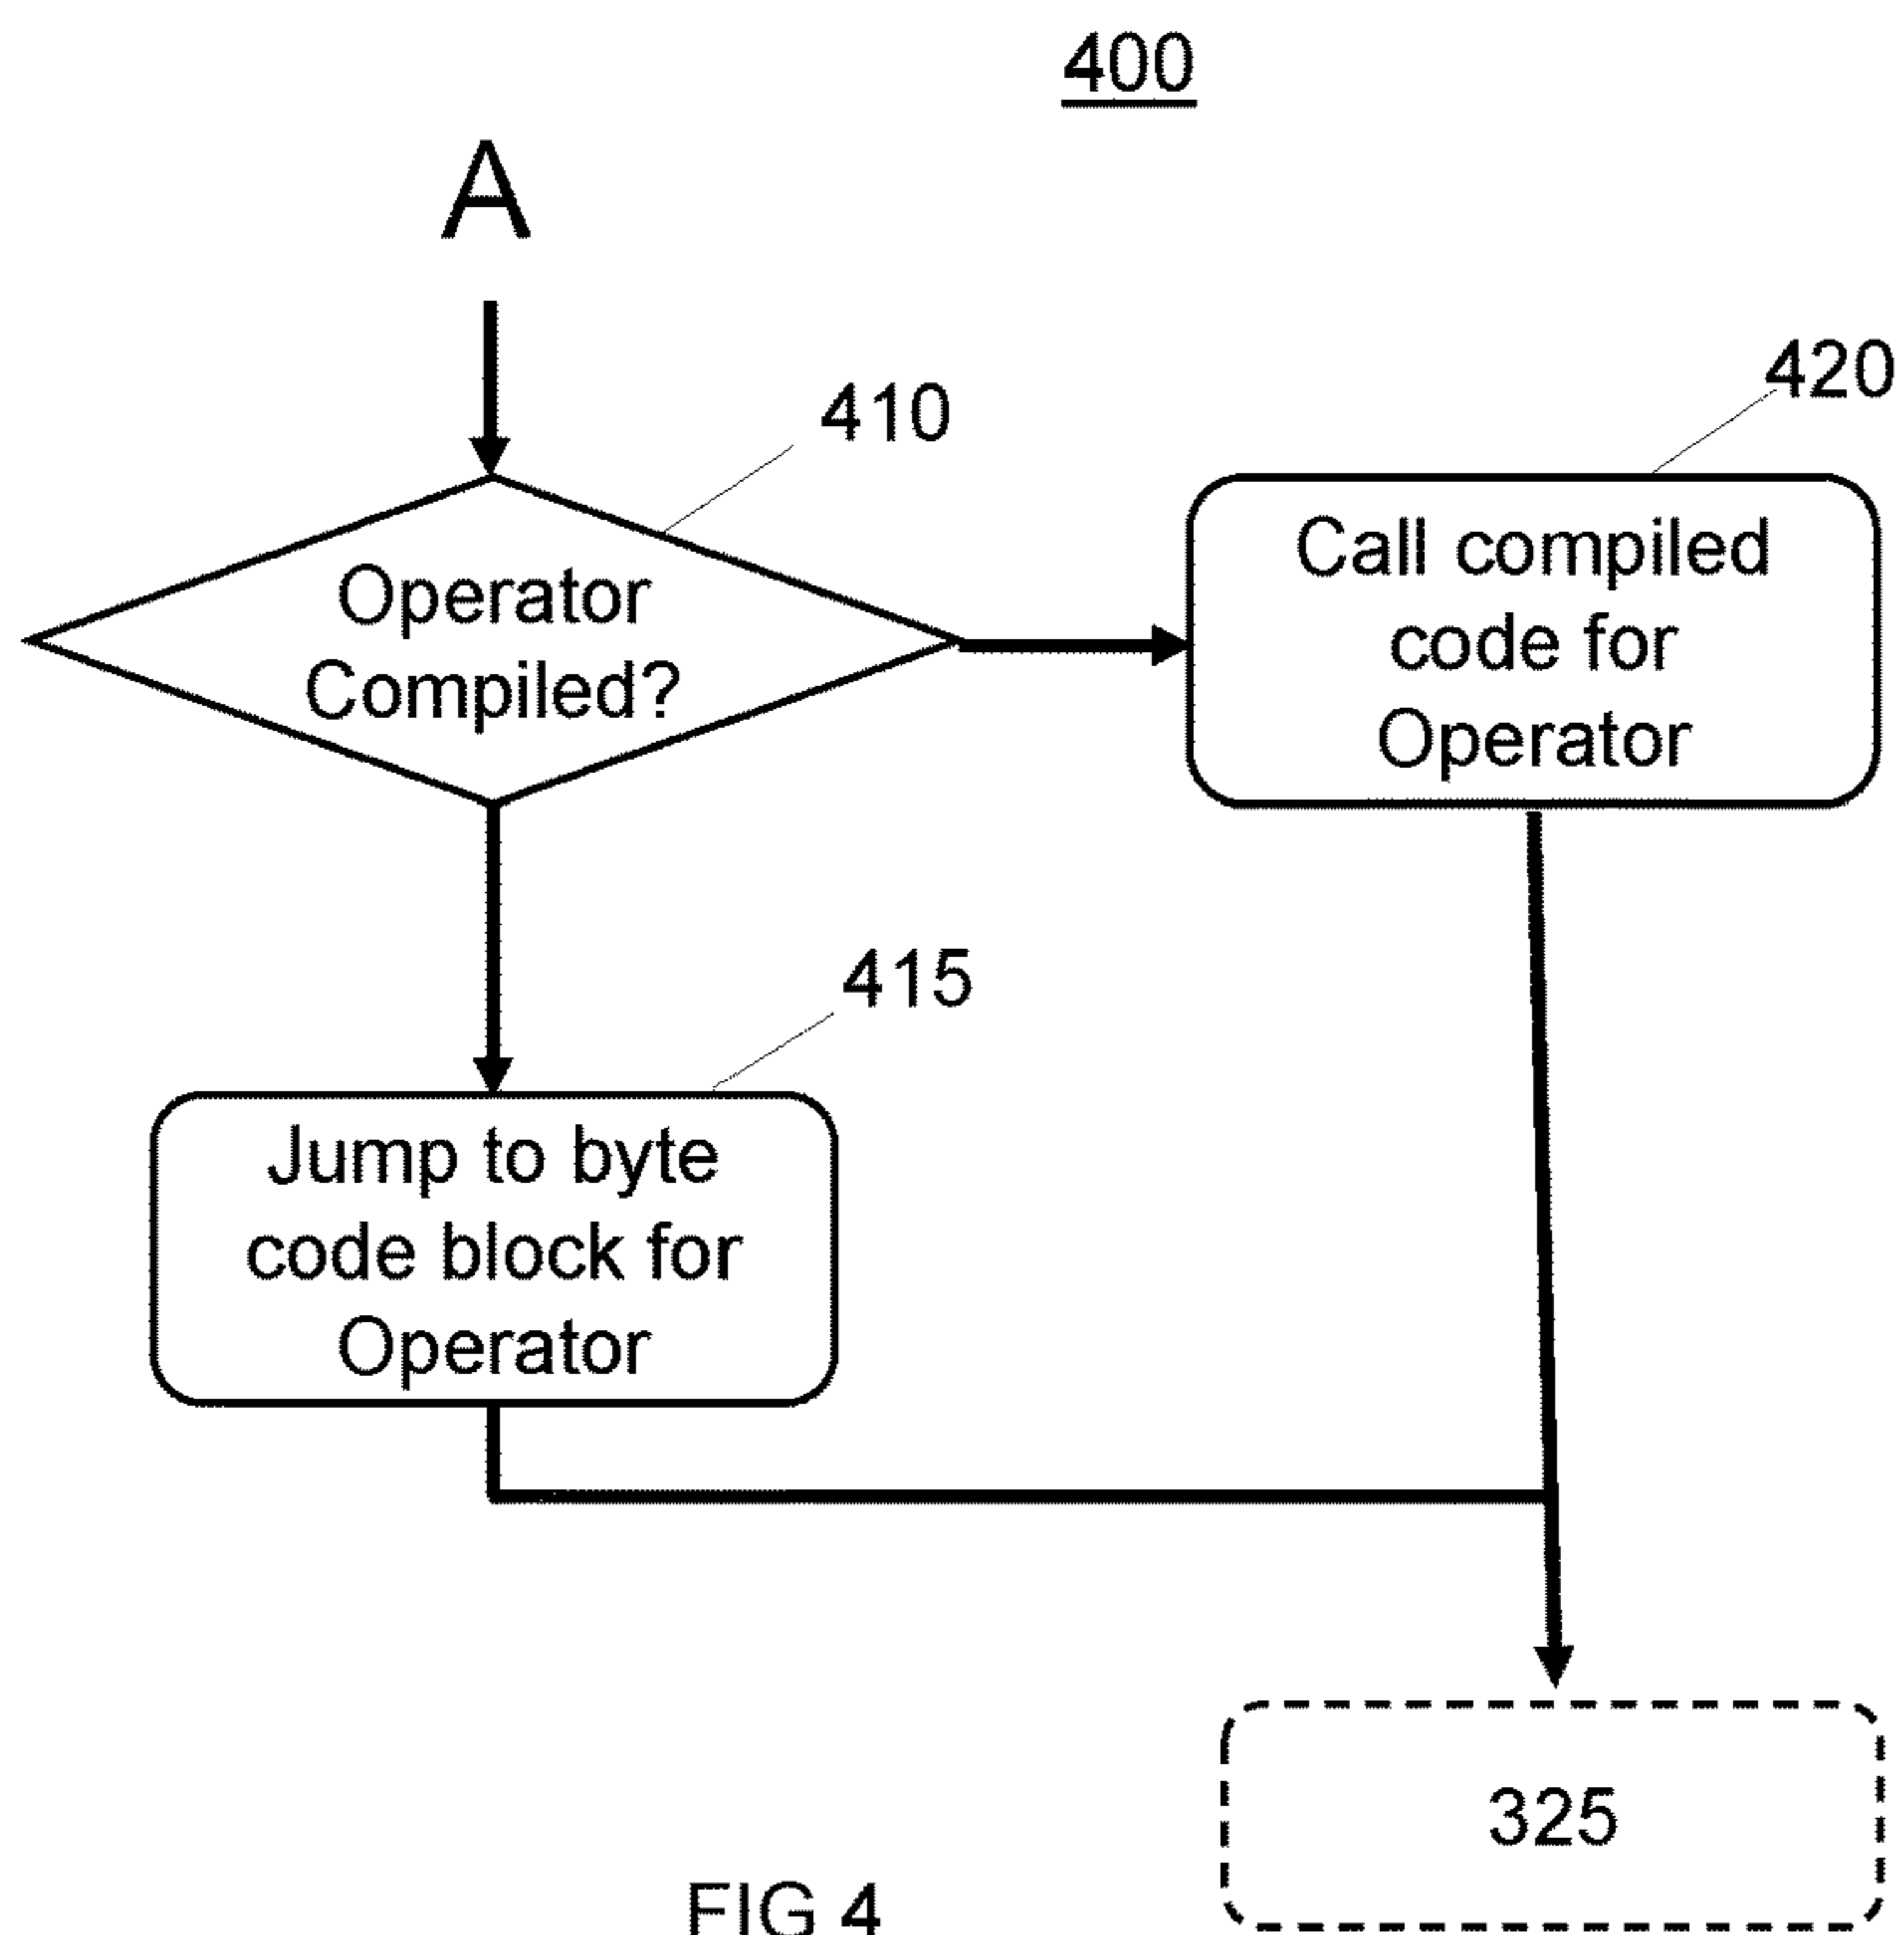 400
A
410
420
Operator
Compiled?
Call compiled
code for
Operator
415
Jump to byte
code block for
Operator
325
FIG 4